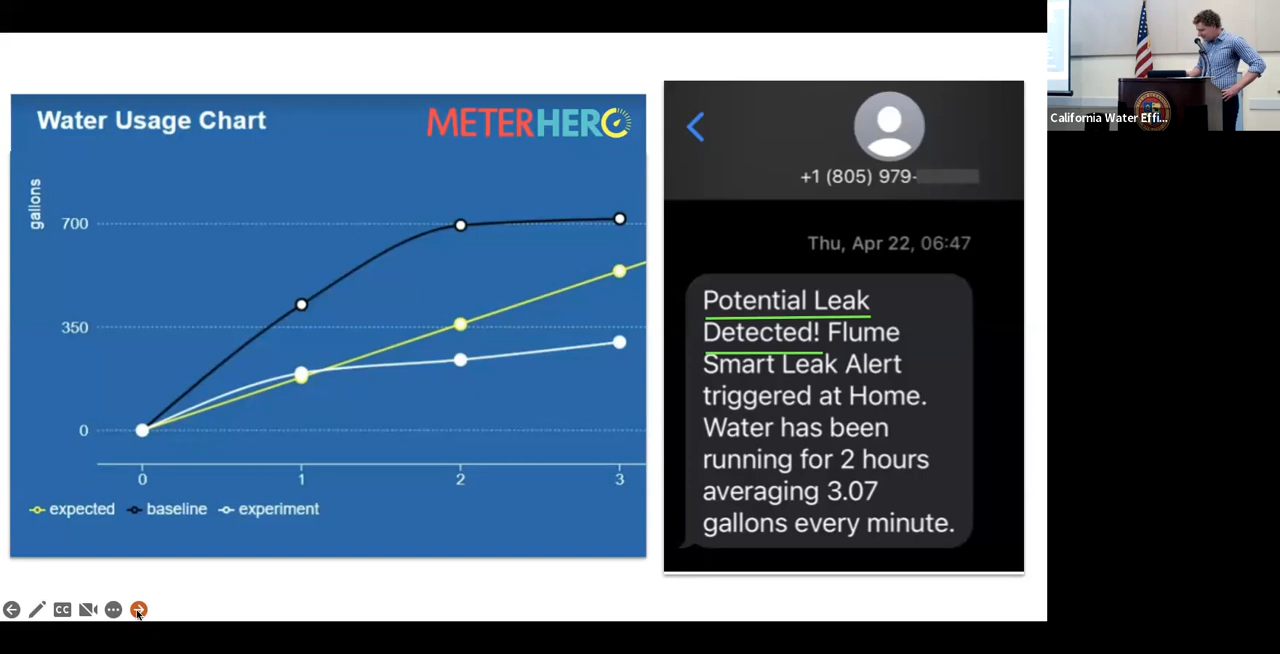 Water Usage Chart
METERHERO
gallons
700
350
0
0 1 2 3
expected baseline experiment
+1 (805) 979-
Thu, Apr 22, 06:47
Potential Leak
Detected! Flume
Smart Leak Alert
triggered at Home.
Water has been
running for 2 hours
averaging 3.07
gallons every minute.
CC
California Water Effi...